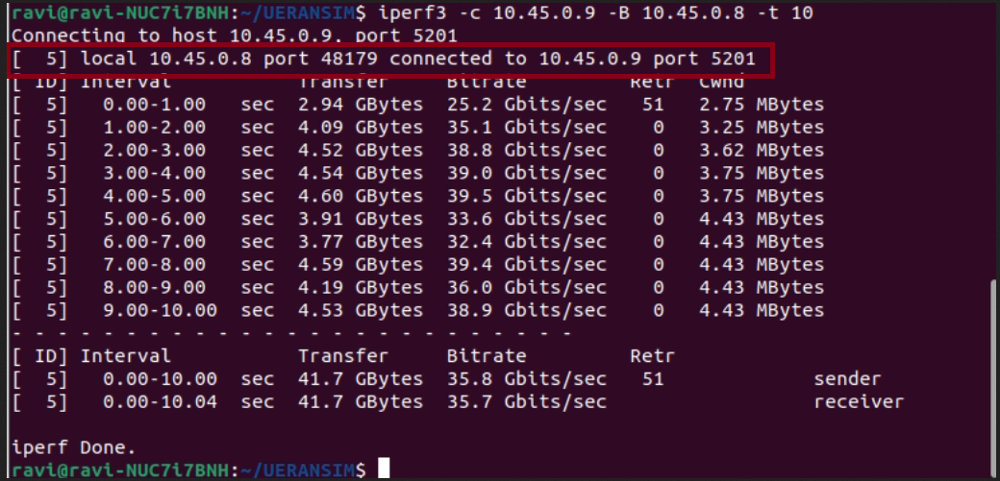 ravi@ravi-NUC7i7BNH:~/UERANSIM$ iperf3 -c 10.45.0.9 -B 10.45.0.8 -t 10
Connecting to host 10.45.0.9, port 5201
[  5] local 10.45.0.8 port 48179 connected to 10.45.0.9 port 5201
[ ID] Interval           Transfer     Bitrate         Retr  Cwnd
[  5]   0.00-1.00   sec  2.94 GBytes  25.2 Gbits/sec   51   2.75 MBytes
[  5]   1.00-2.00   sec  4.09 GBytes  35.1 Gbits/sec    0   3.25 MBytes
[  5]   2.00-3.00   sec  4.52 GBytes  38.8 Gbits/sec    0   3.62 MBytes
[  5]   3.00-4.00   sec  4.54 GBytes  39.0 Gbits/sec    0   3.75 MBytes
[  5]   4.00-5.00   sec  4.60 GBytes  39.5 Gbits/sec    0   3.75 MBytes
[  5]   5.00-6.00   sec  3.91 GBytes  33.6 Gbits/sec    0   4.43 MBytes
[  5]   6.00-7.00   sec  3.77 GBytes  32.4 Gbits/sec    0   4.43 MBytes
[  5]   7.00-8.00   sec  4.59 GBytes  39.4 Gbits/sec    0   4.43 MBytes
[  5]   8.00-9.00   sec  4.19 GBytes  36.0 Gbits/sec    0   4.43 MBytes
[  5]   9.00-10.00  sec  4.53 GBytes  38.9 Gbits/sec    0   4.43 MBytes
- - - - - - - - - - - - - - - - - - - - - - - - -
[ ID] Interval           Transfer     Bitrate         Retr
[  5]   0.00-10.00  sec  41.7 GBytes  35.8 Gbits/sec   51             sender
[  5]   0.00-10.04  sec  41.7 GBytes  35.7 Gbits/sec                  receiver
iperf Done.
ravi@ravi-NUC7i7BNH:~/UERANSIM$